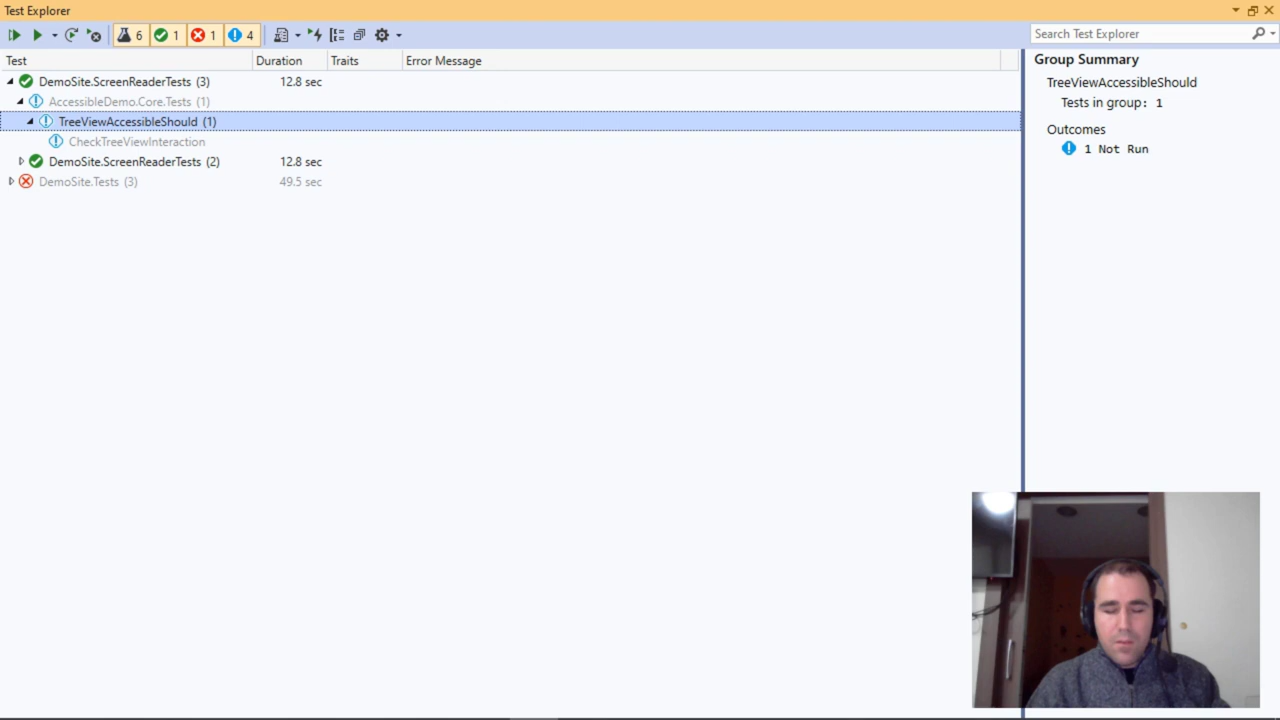 Test Explorer
6 1 1 4
Search Test Explorer
Test Duration Traits Error Message
DemoSite.ScreenReaderTests (3) 12.8 sec
AccessibleDemo.Core.Tests (1)
TreeViewAccessibleShould (1)
CheckTreeViewInteraction
DemoSite.ScreenReaderTests (2) 12.8 sec
DemoSite.Tests (3) 49.5 sec
Group Summary
TreeViewAccessibleShould
Tests in group: 1
Outcomes
1 Not Run